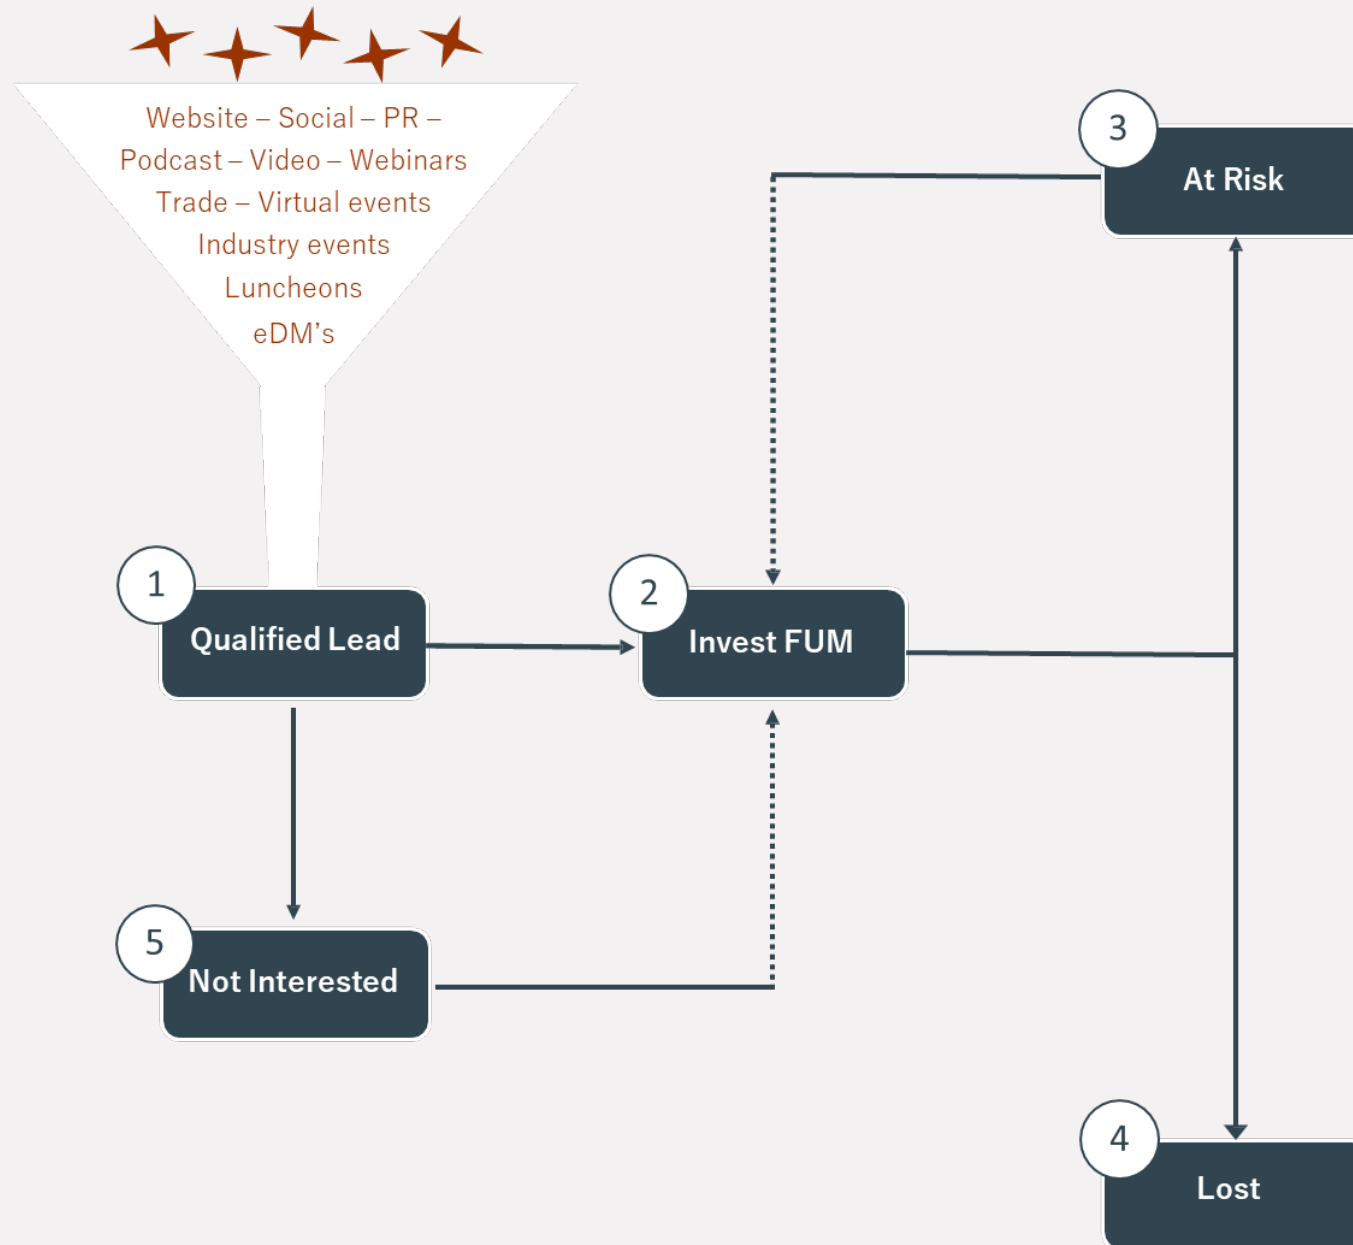 Website – Social – PR –
Podcast – Video – Webinars
Trade – Virtual events
Industry events
Luncheons
eDM’s
3
At Risk
1
Qualified Lead
2
Invest FUM
5
Not Interested
4
Lost